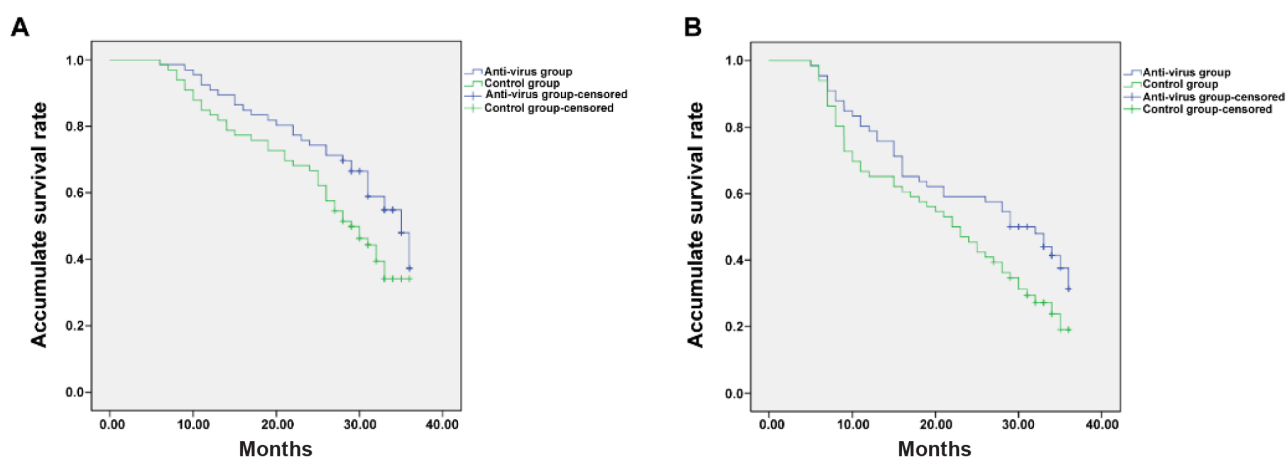 A
Accumulate survival rate
1.0
0.8
0.6
0.4
0.2
0.0
0.00
10.00
20.00
30.00
40.00
Months
Anti-virus group
Control group
Anti-virus group-censored
Control group-censored
B
Accumulate survival rate
1.0
0.8
0.6
0.4
0.2
0.0
0.00
10.00
20.00
30.00
40.00
Months
Anti-virus group
Control group
Anti-virus group-censored
Control group-censored